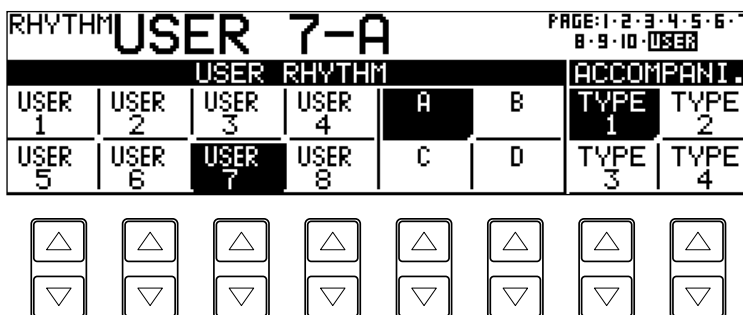 RHYTHM USER 7-A PAGE:1·2·3·4·5·6·7
8·9·10·USER
USER RHYTHM ACCOMPANI.
USER 1 USER 2 USER 3 USER 4 A B TYPE 1 TYPE 2
USER 5 USER 6 USER 7 USER 8 C D TYPE 3 TYPE 4